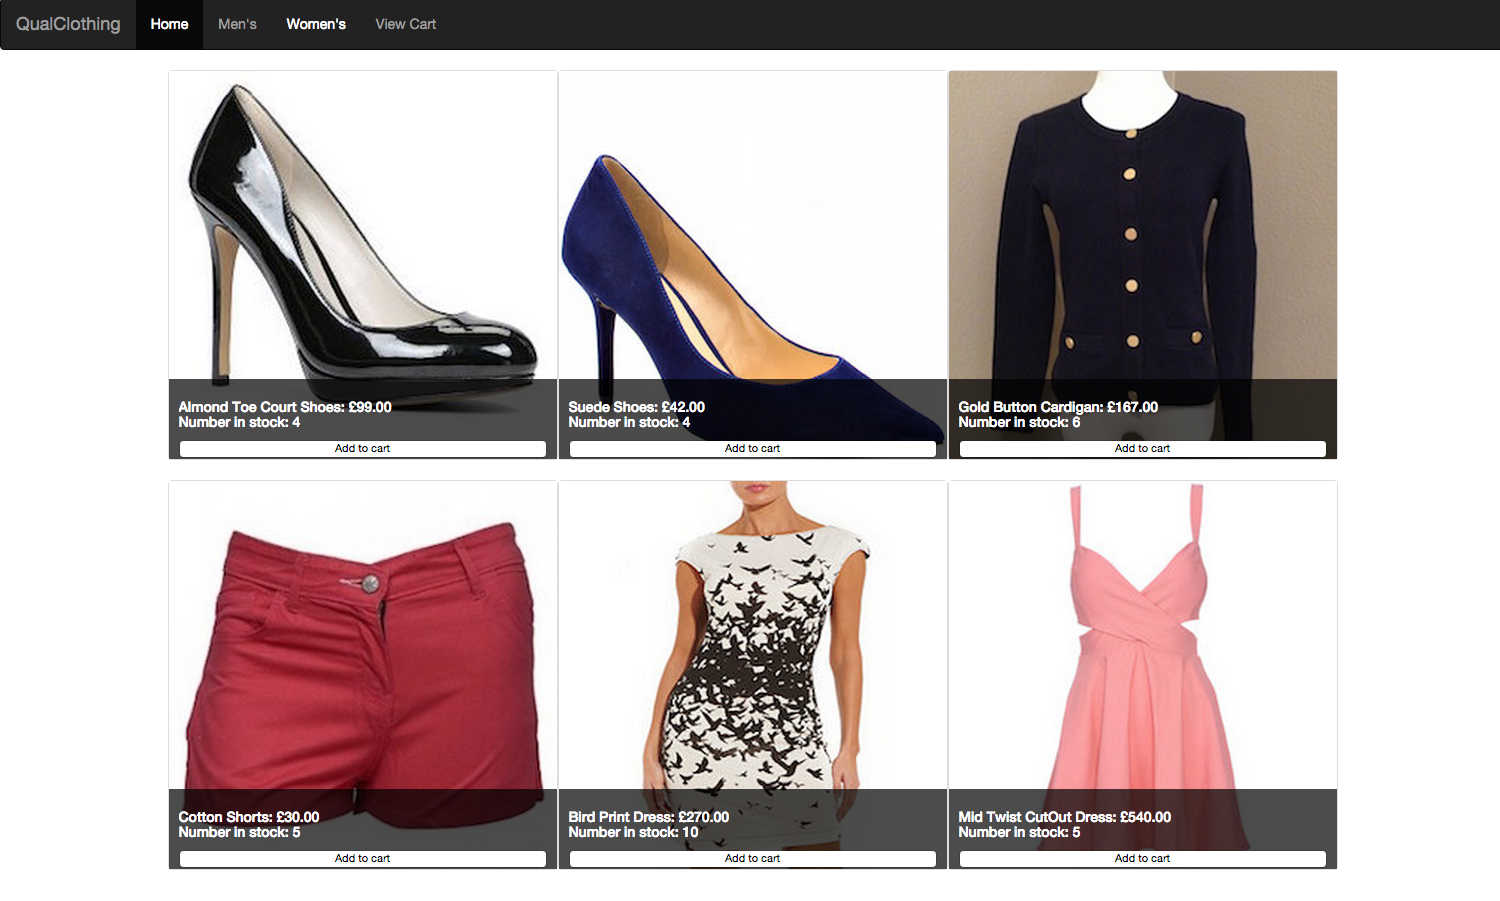 QualClothing Home Men's Women's View Cart
Almond Toe Court Shoes: £99.00
Number in stock: 4
Add to cart
Suede Shoes: £42.00
Number in stock: 4
Add to cart
Gold Button Cardigan: £167.00
Number in stock: 6
Add to cart
Cotton Shorts: £30.00
Number in stock: 5
Add to cart
Bird Print Dress: £270.00
Number in stock: 10
Add to cart
Mid Twist CutOut Dress: £540.00
Number in stock: 5
Add to cart